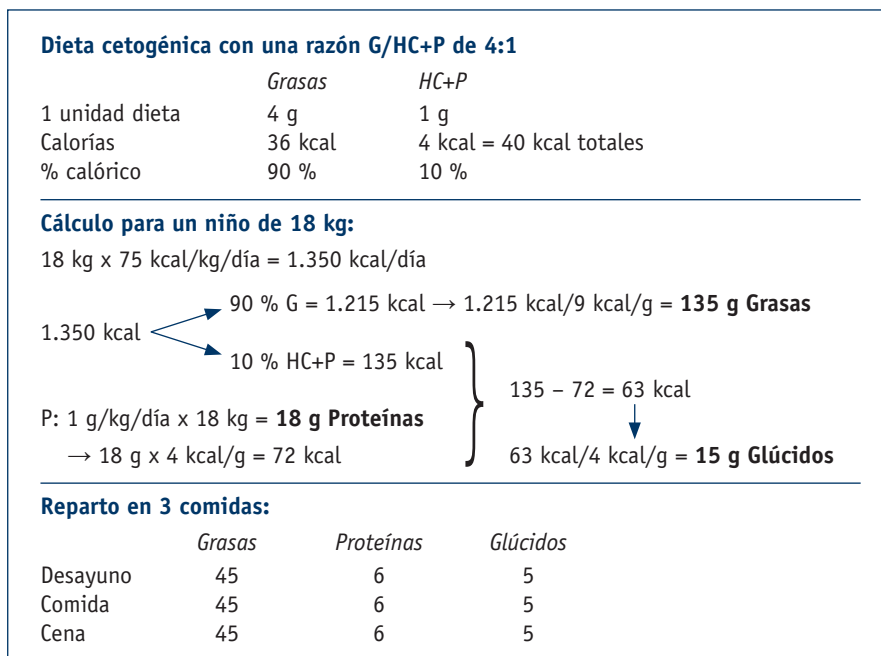 Dieta cetogénica con una razón G/HC+P de 4:1
Grasas HC+P
1 unidad dieta 4 g 1 g
Calorías 36 kcal 4 kcal = 40 kcal totales
% calórico 90 % 10 %
Cálculo para un niño de 18 kg:
18 kg x 75 kcal/kg/día = 1.350 kcal/día
90 % G = 1.215 kcal → 1.215 kcal/9 kcal/g = 135 g Grasas
1.350 kcal
10 % HC+P = 135 kcal
135 – 72 = 63 kcal
P: 1 g/kg/día x 18 kg = 18 g Proteínas
→ 18 g x 4 kcal/g = 72 kcal
63 kcal/4 kcal/g = 15 g Glúcidos
Reparto en 3 comidas:
Grasas Proteínas Glúcidos
Desayuno 45 6 5
Comida 45 6 5
Cena 45 6 5